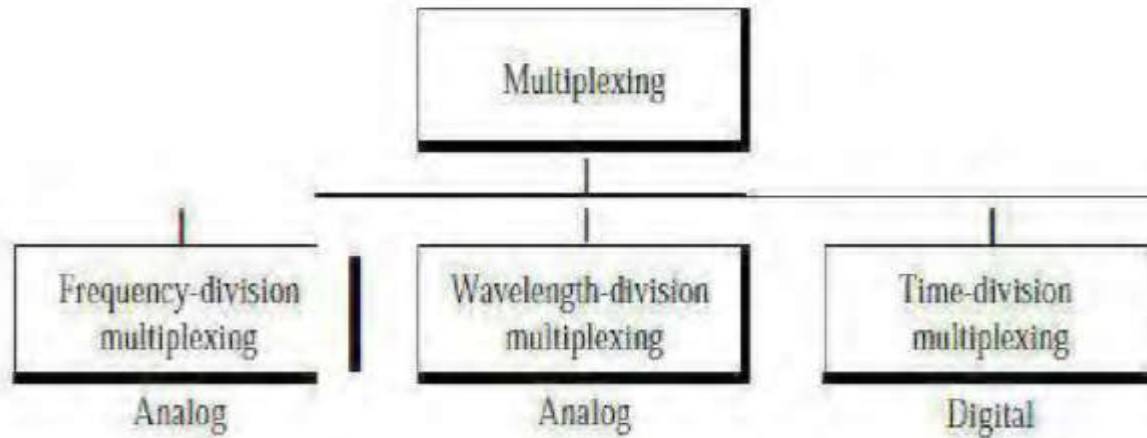 Multiplexing
Frequency-division
multiplexing
Wavelength-division
multiplexing
Time-division
multiplexing
Analog
Analog
Digital